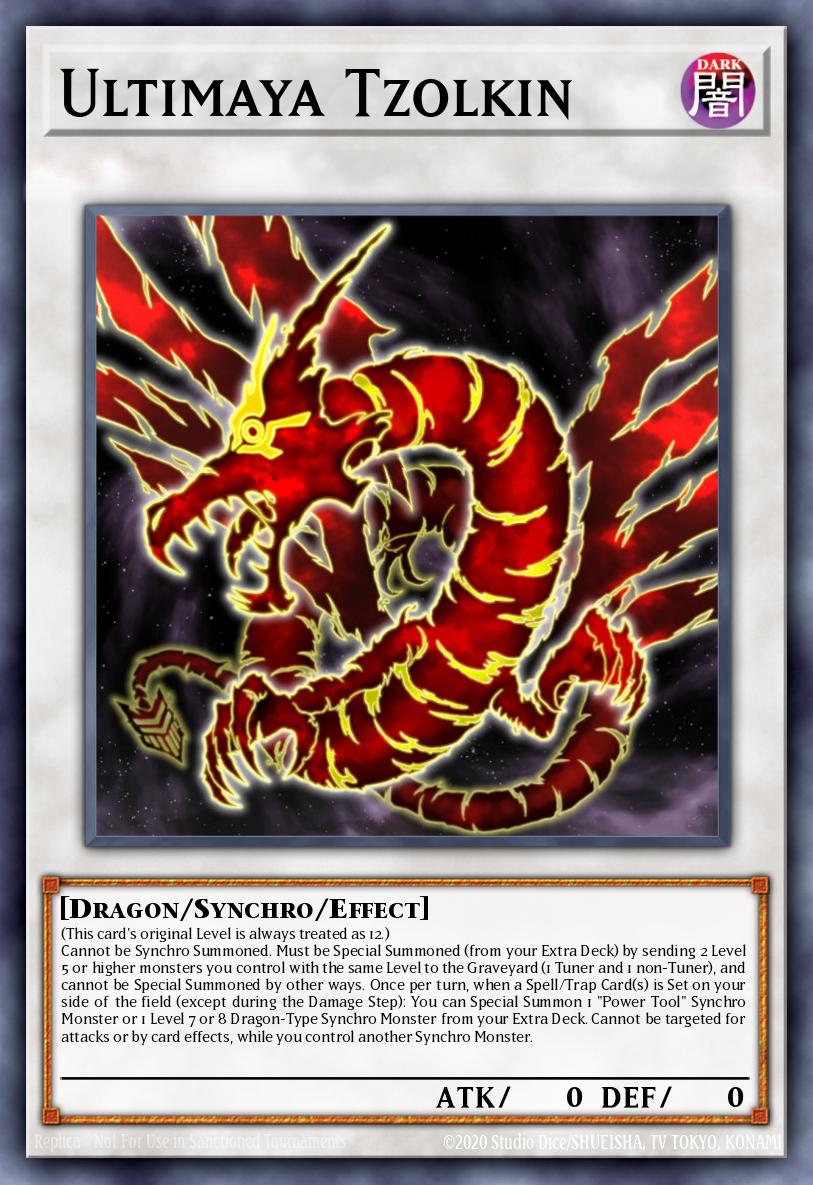 ULTIMAYA TZOLKIN
DARK
闇
[DRAGON/SYNCHRO/EFFECT]
(This card's original Level is always treated as 12.)
Cannot be Synchro Summoned. Must be Special Summoned (from your Extra Deck) by sending 2 Level
5 or higher monsters you control with the same Level to the Graveyard (1 Tuner and 1 non-Tuner), and
cannot be Special Summoned by other ways. Once per turn, when a Spell/Trap Card(s) is Set on your
side of the field (except during the Damage Step): You can Special Summon 1 "Power Tool" Synchro
Monster or 1 Level 7 or 8 Dragon-Type Synchro Monster from your Extra Deck. Cannot be targeted for
attacks or by card effects, while you control another Synchro Monster.
ATK/ 0 DEF/ 0
Replica - Not For Use in Sanctioned Tournaments ©2020 Studio Dice/SHUEISHA, TV TOKYO, KONAMI